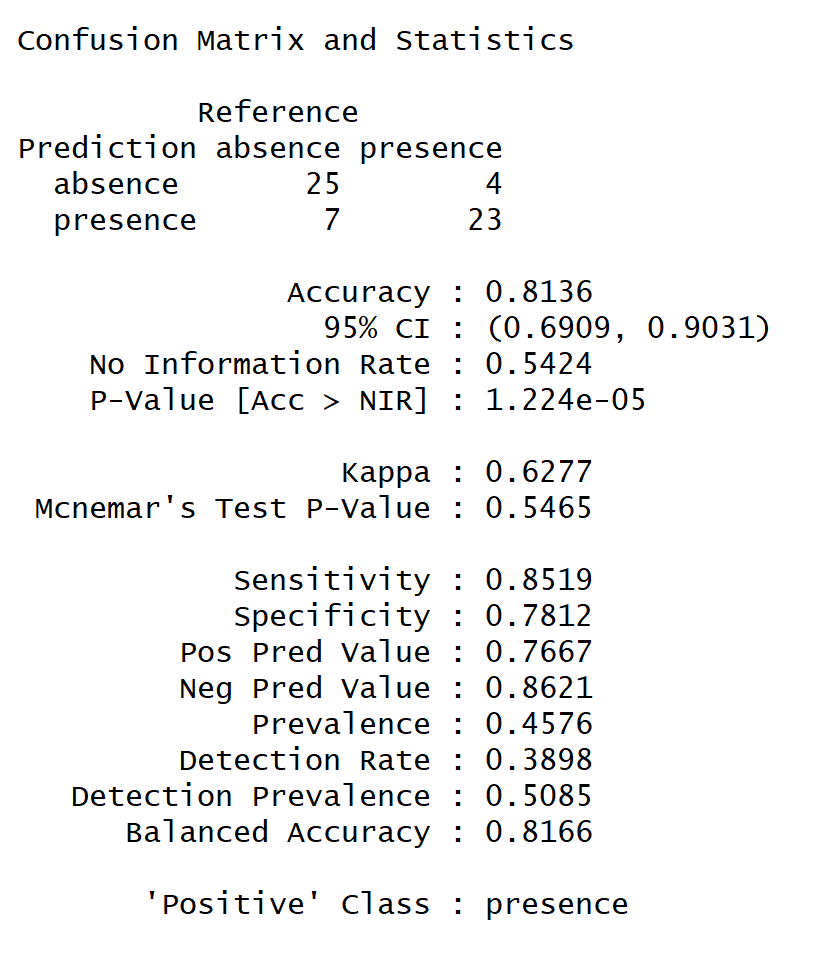 Confusion Matrix and Statistics
Reference
Prediction absence presence
absence 25 4
presence 7 23
Accuracy : 0.8136
95% CI : (0.6909, 0.9031)
No Information Rate : 0.5424
P-Value [Acc > NIR] : 1.224e-05
Kappa : 0.6277
Mcnemar's Test P-Value : 0.5465
Sensitivity : 0.8519
Specificity : 0.7812
Pos Pred Value : 0.7667
Neg Pred Value : 0.8621
Prevalence : 0.4576
Detection Rate : 0.3898
Detection Prevalence : 0.5085
Balanced Accuracy : 0.8166
'Positive' Class : presence